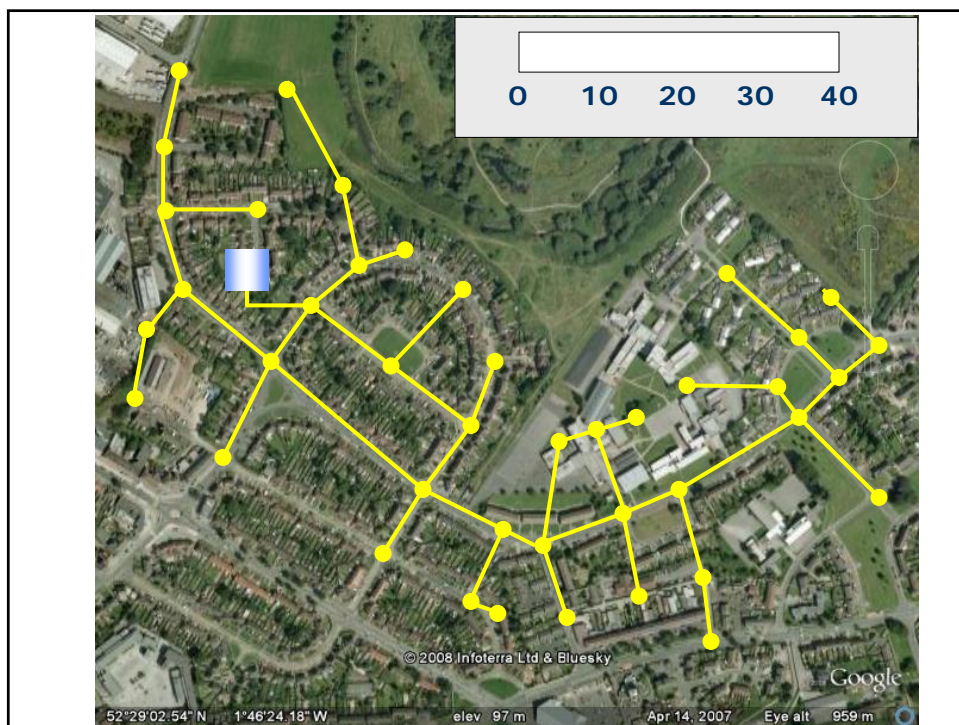 0 10 20 30 40
© 2008 Infoterra Ltd & Bluesky
Google
52°29'02.54" N 1°46'24.18" W elev 97 m Apr 14, 2007 Eye alt 959 m